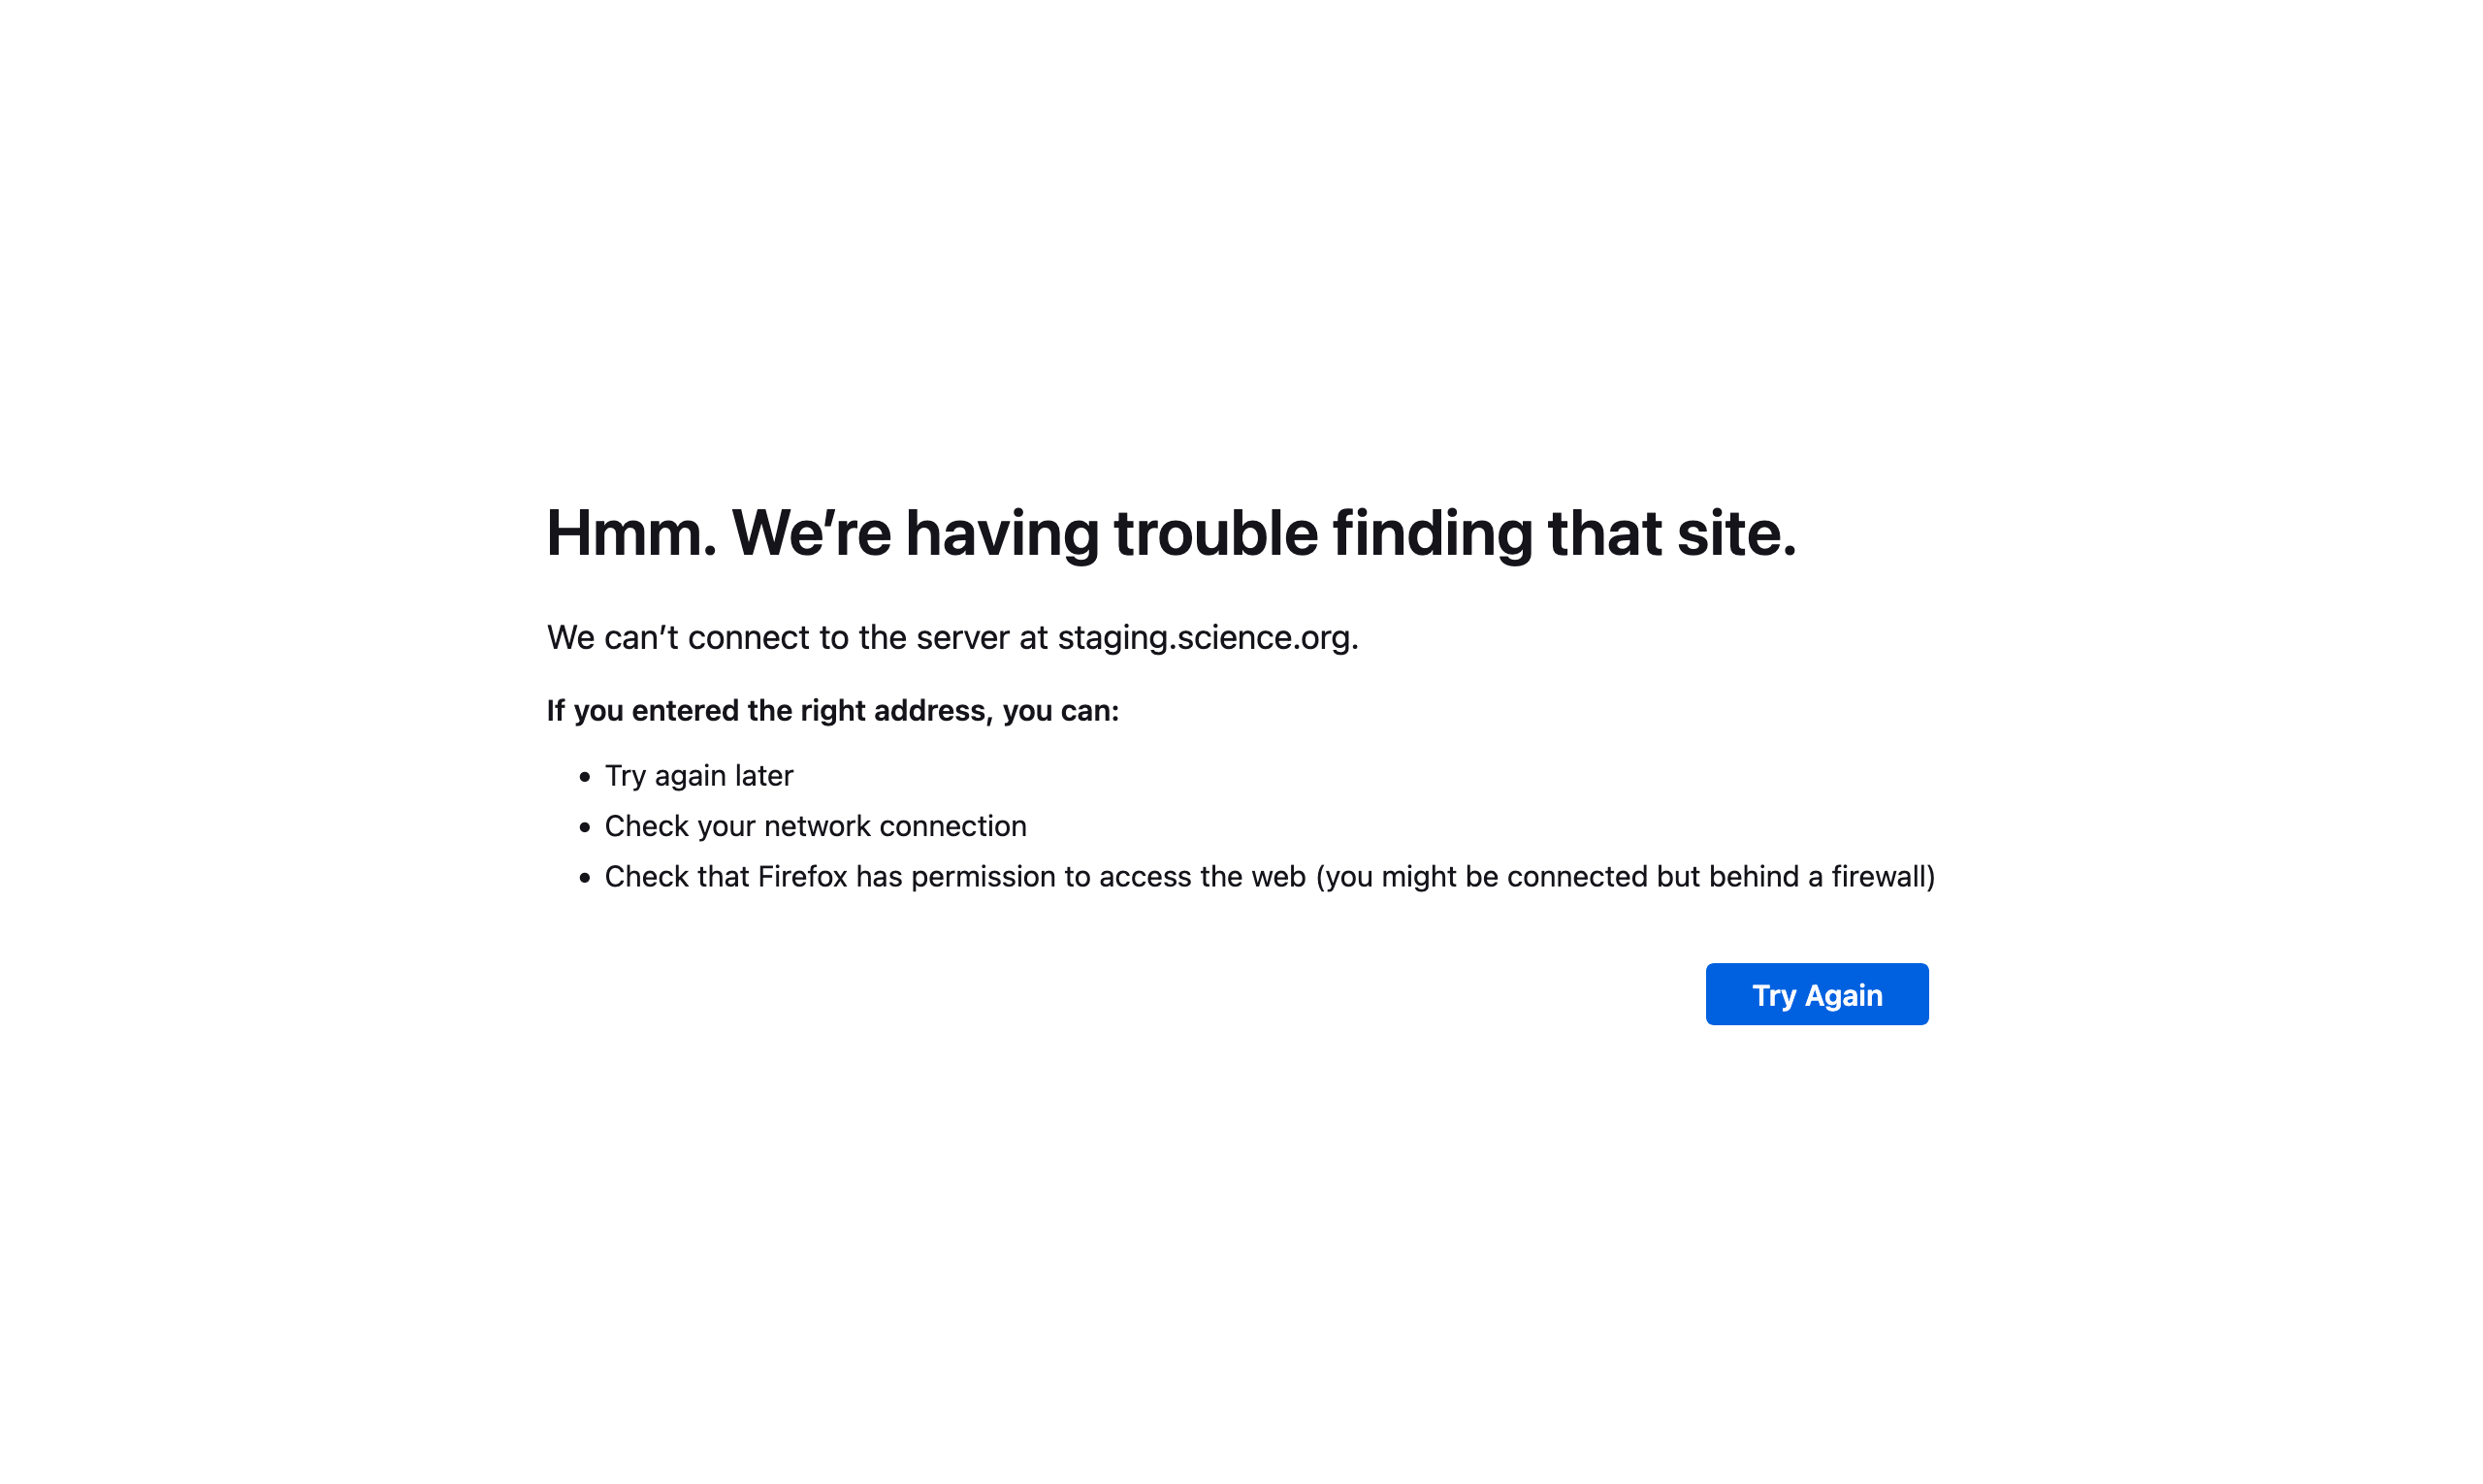 Hmm. We’re having trouble finding that site.
We can’t connect to the server at staging.science.org.
If you entered the right address, you can:
• Try again later
• Check your network connection
• Check that Firefox has permission to access the web (you might be connected but behind a firewall)
Try Again